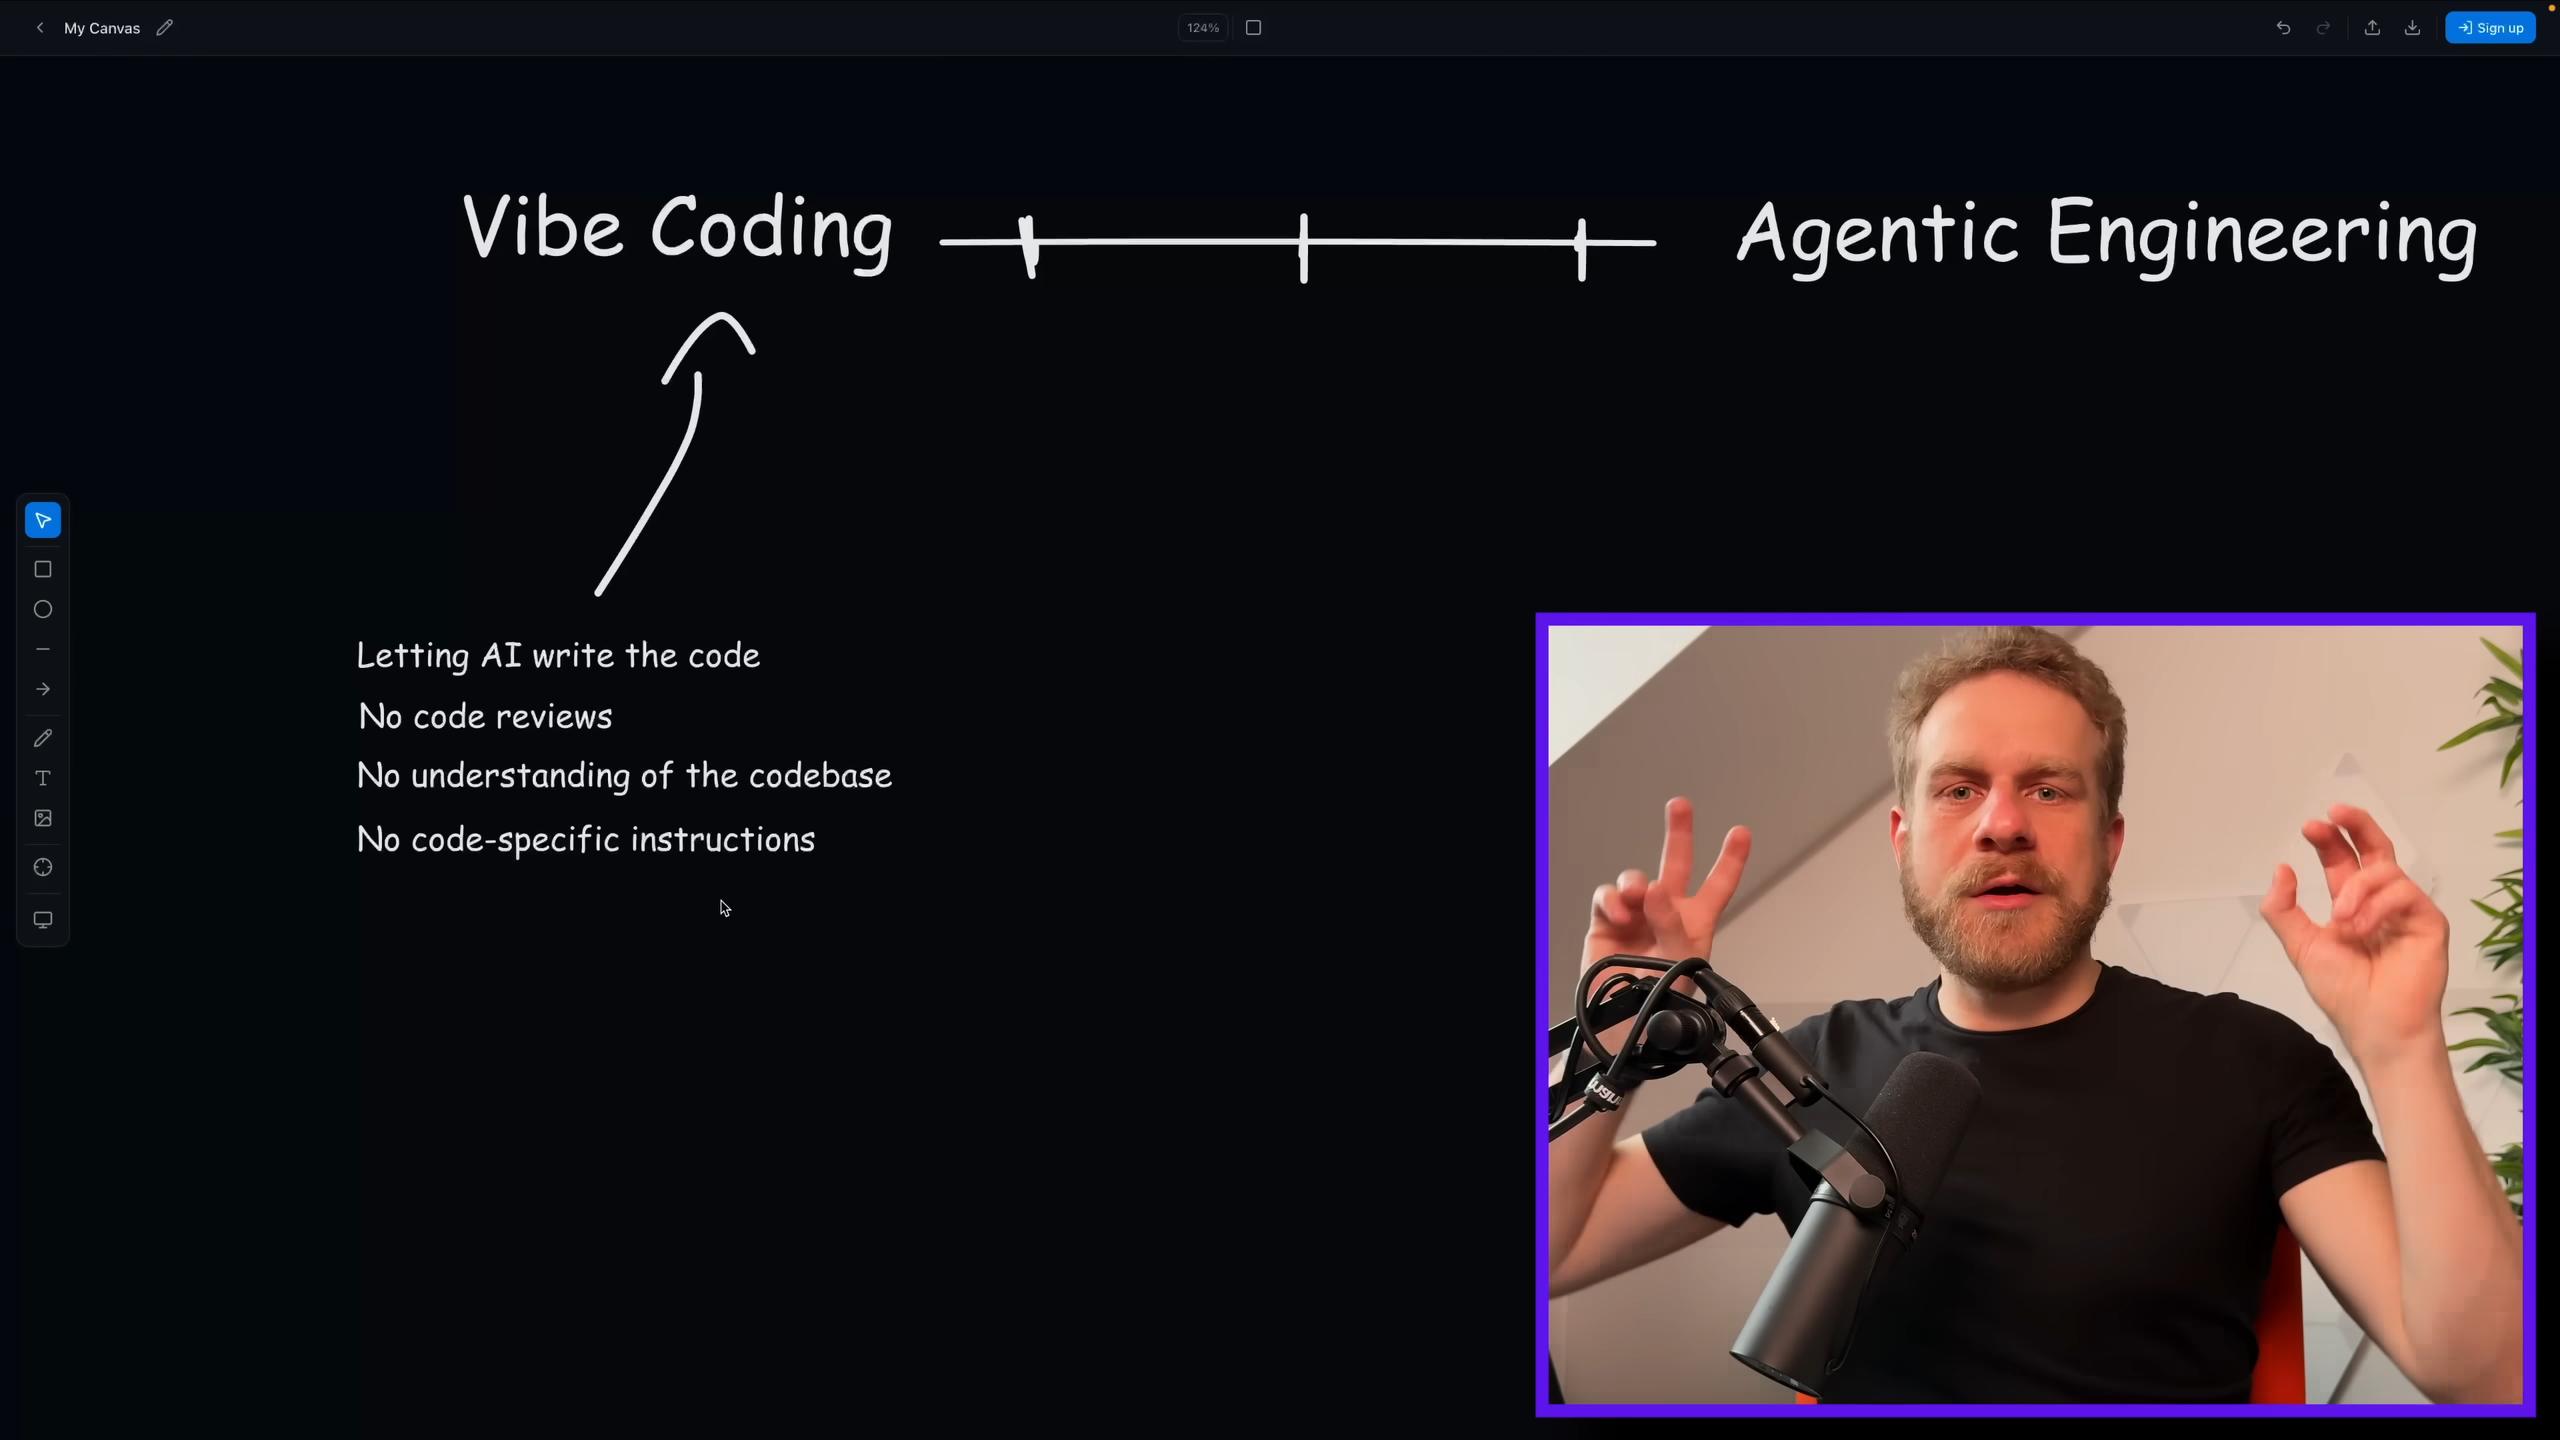 My Canvas
124%
Sign up
Vibe Coding
Agentic Engineering
Letting AI write the code
No code reviews
No understanding of the codebase
No code-specific instructions